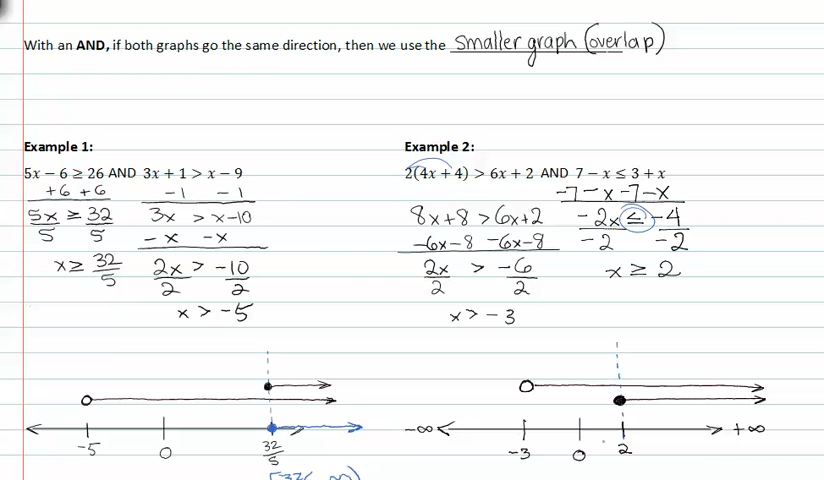 With an AND, if both graphs go the same direction, then we use the smaller graph (overlap)
Example 1:
5x – 6 ≥ 26 AND 3x + 1 > x – 9
+6 +6 -1 -1
5x ≥ 32 3x > x-10
5 5 -x -x
x ≥ 32/5 2x > -10
2 2
x > -5
-5 0 32/5
Example 2:
2(4x + 4) > 6x + 2 AND 7 – x ≤ 3 + x
-7 -x -7 -x
8x+8 > 6x+2 -2x ≤ -4
-6x-8 -6x-8 -2 -2
2x > -6 x ≥ 2
2 2
x > -3
-∞ +∞
-3 0 2